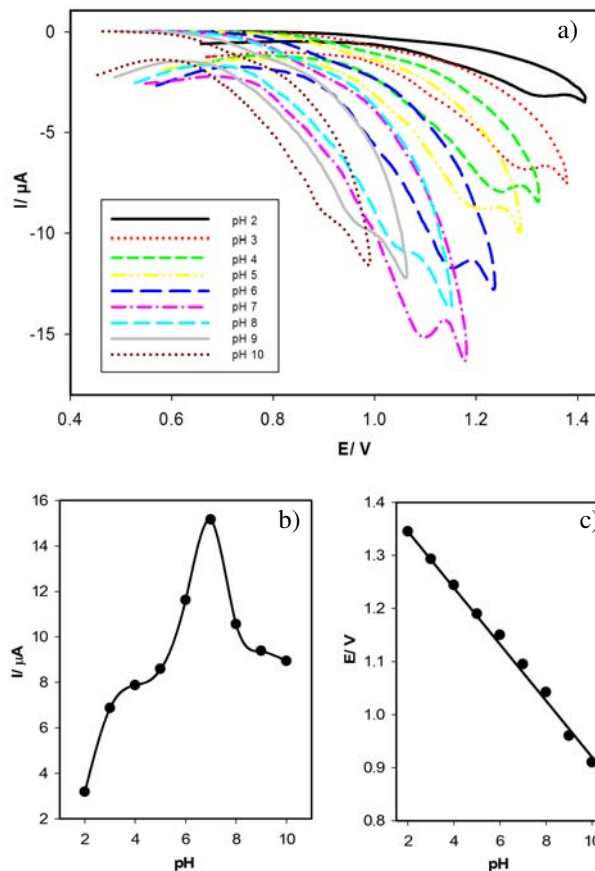 a)
0
-5
-10
-15
I/ µA
pH 2
pH 3
pH 4
pH 5
pH 6
pH 7
pH 8
pH 9
pH 10
0.4 0.6 0.8 1.0 1.2 1.4
E/ V
b)
16
14
12
10
8
6
4
2
I/ µA
2 4 6 8 10
pH
c)
1.4
1.3
1.2
1.1
1.0
0.9
0.8
E/ V
2 4 6 8 10
pH